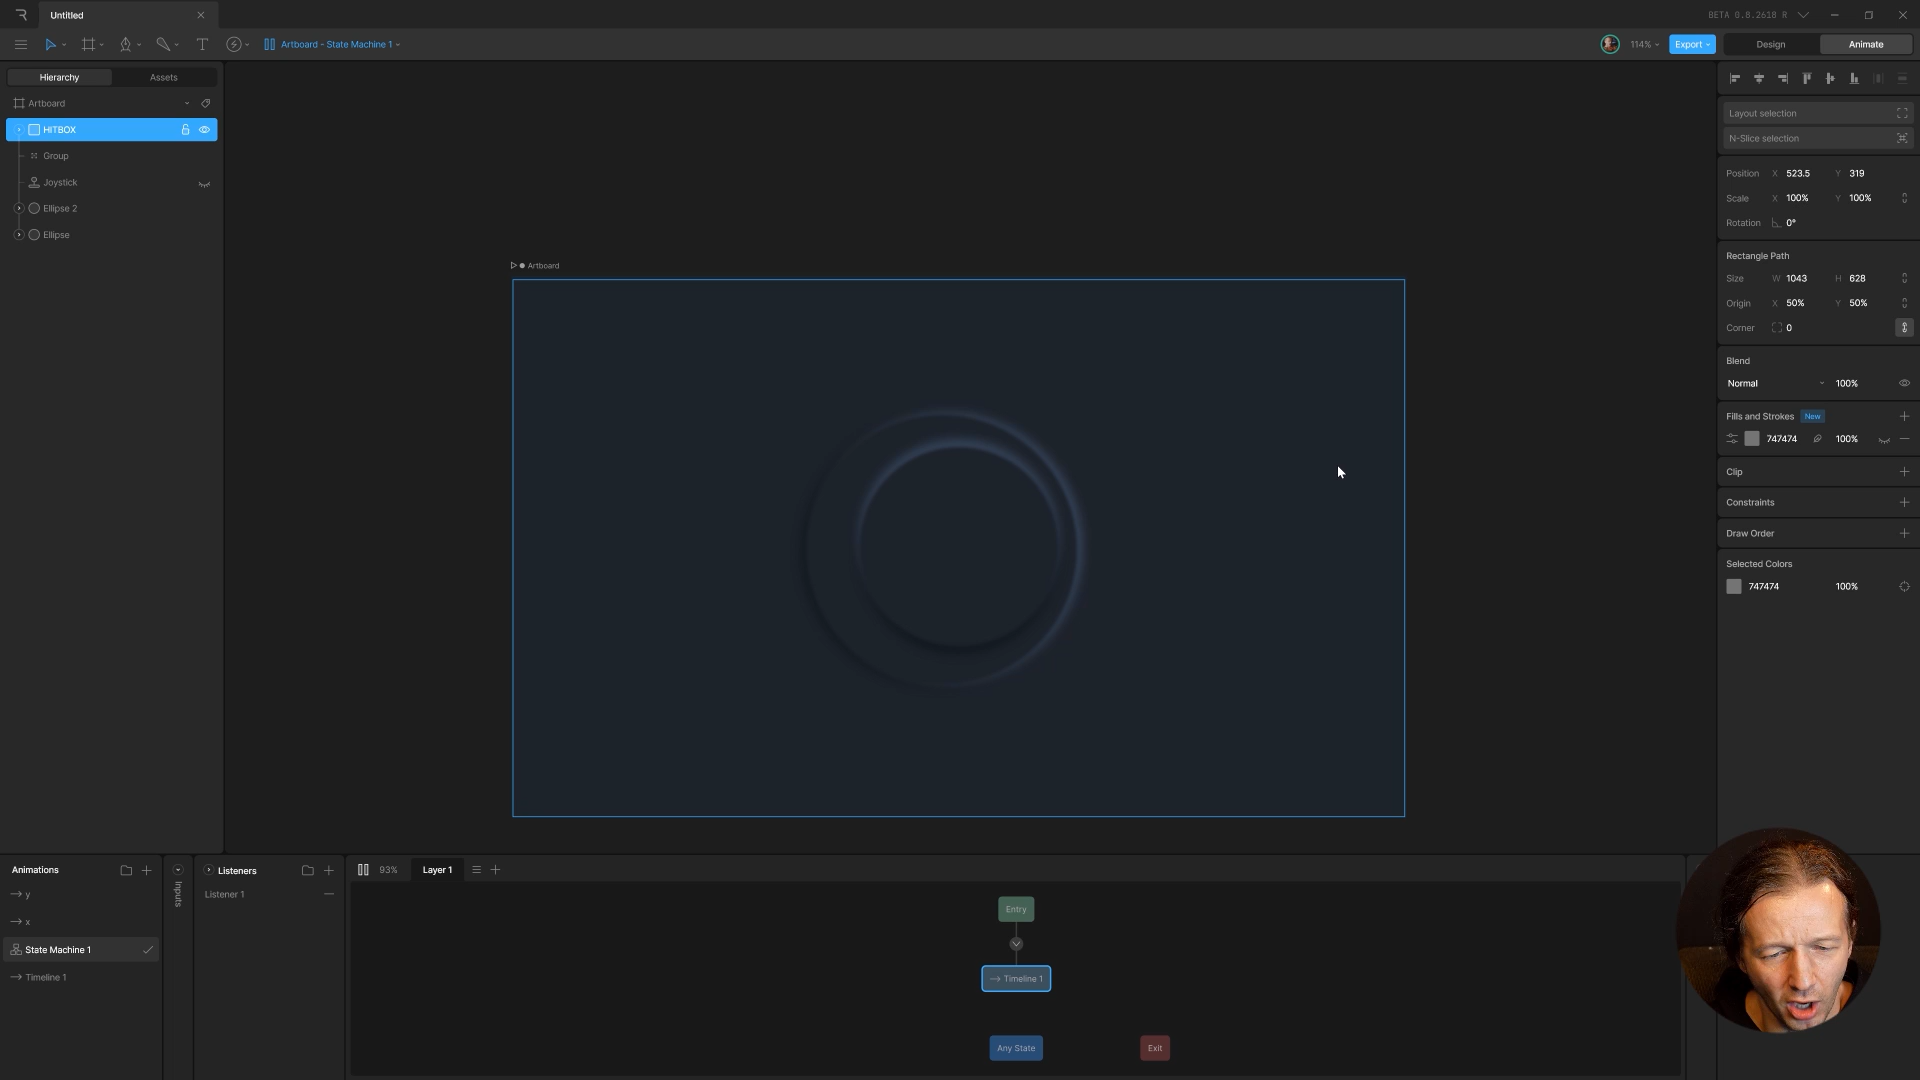 Untitled
BETA 0.8.2618 R
Artboard - State Machine 1
114%
Export
Design
Animate
Hierarchy
Assets
Artboard
HITBOX
Group
Joystick
Ellipse 2
Ellipse
Artboard
Layout selection
N-Slice selection
Position X 523.5 Y 319
Scale X 100% Y 100%
Rotation 0°
Rectangle Path
Size W 1043 H 628
Origin X 50% Y 50%
Corner 0
Blend
Normal 100%
Fills and Strokes New
747474 100%
Clip
Constraints
Draw Order
Selected Colors
747474 100%
Animations
y
x
State Machine 1
Timeline 1
Inputs
Listeners
Listener 1
93%
Layer 1
Entry
Timeline 1
Any State
Exit